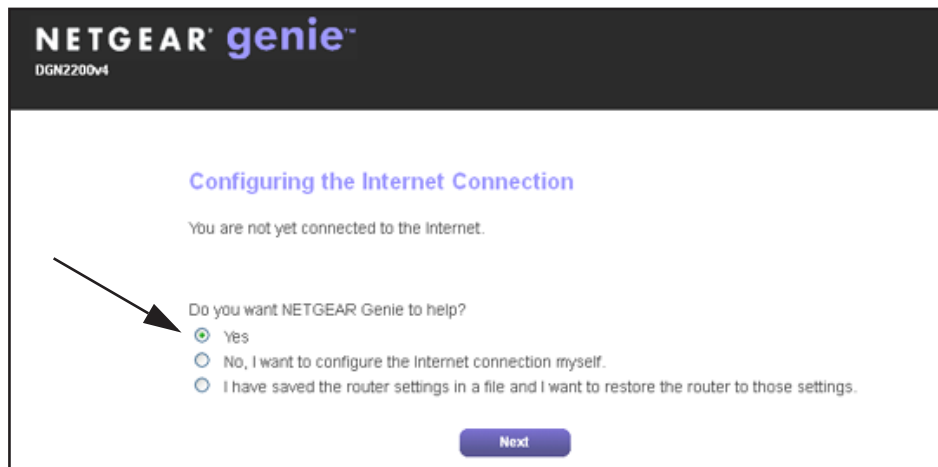 NETGEAR® genie™
DGN2200v4
Configuring the Internet Connection
You are not yet connected to the Internet.
Do you want NETGEAR Genie to help?
Yes
No, I want to configure the Internet connection myself.
I have saved the router settings in a file and I want to restore the router to those settings.
Next